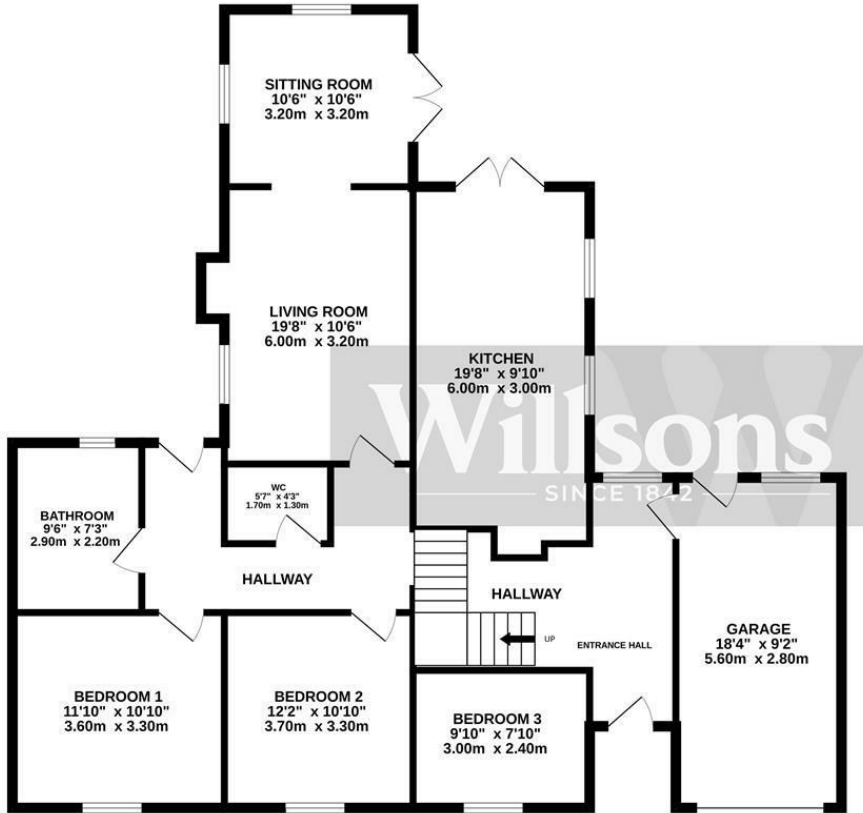 SITTING ROOM
10'6" x 10'6"
3.20m x 3.20m
LIVING ROOM
19'8" x 10'6"
6.00m x 3.20m
KITCHEN
19'8" x 9'10"
6.00m x 3.00m
Willsons
SINCE 1842
WC
5'7" x 4'3"
1.70m x 1.30m
BATHROOM
9'6" x 7'3"
2.90m x 2.20m
HALLWAY
HALLWAY
UP
ENTRANCE HALL
GARAGE
18'4" x 9'2"
5.60m x 2.80m
BEDROOM 1
11'10" x 10'10"
3.60m x 3.30m
BEDROOM 2
12'2" x 10'10"
3.70m x 3.30m
BEDROOM 3
9'10" x 7'10"
3.00m x 2.40m